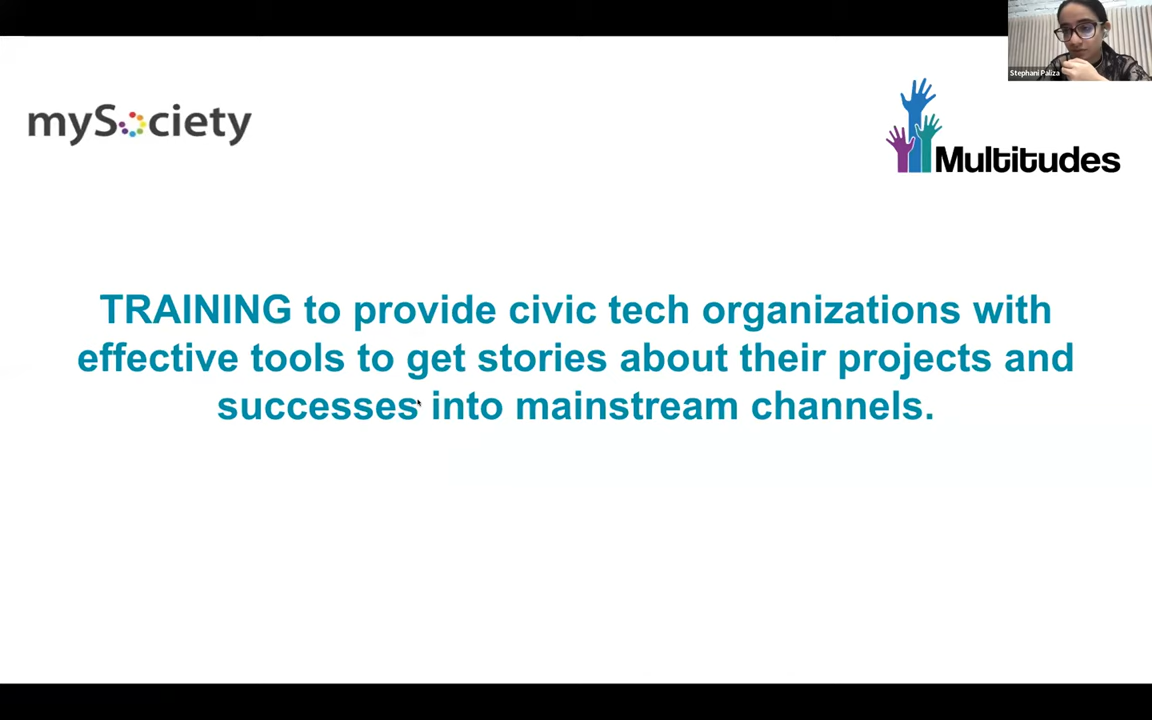 Stephani Paliza
mySociety
Multitudes
TRAINING to provide civic tech organizations with
effective tools to get stories about their projects and
successes into mainstream channels.